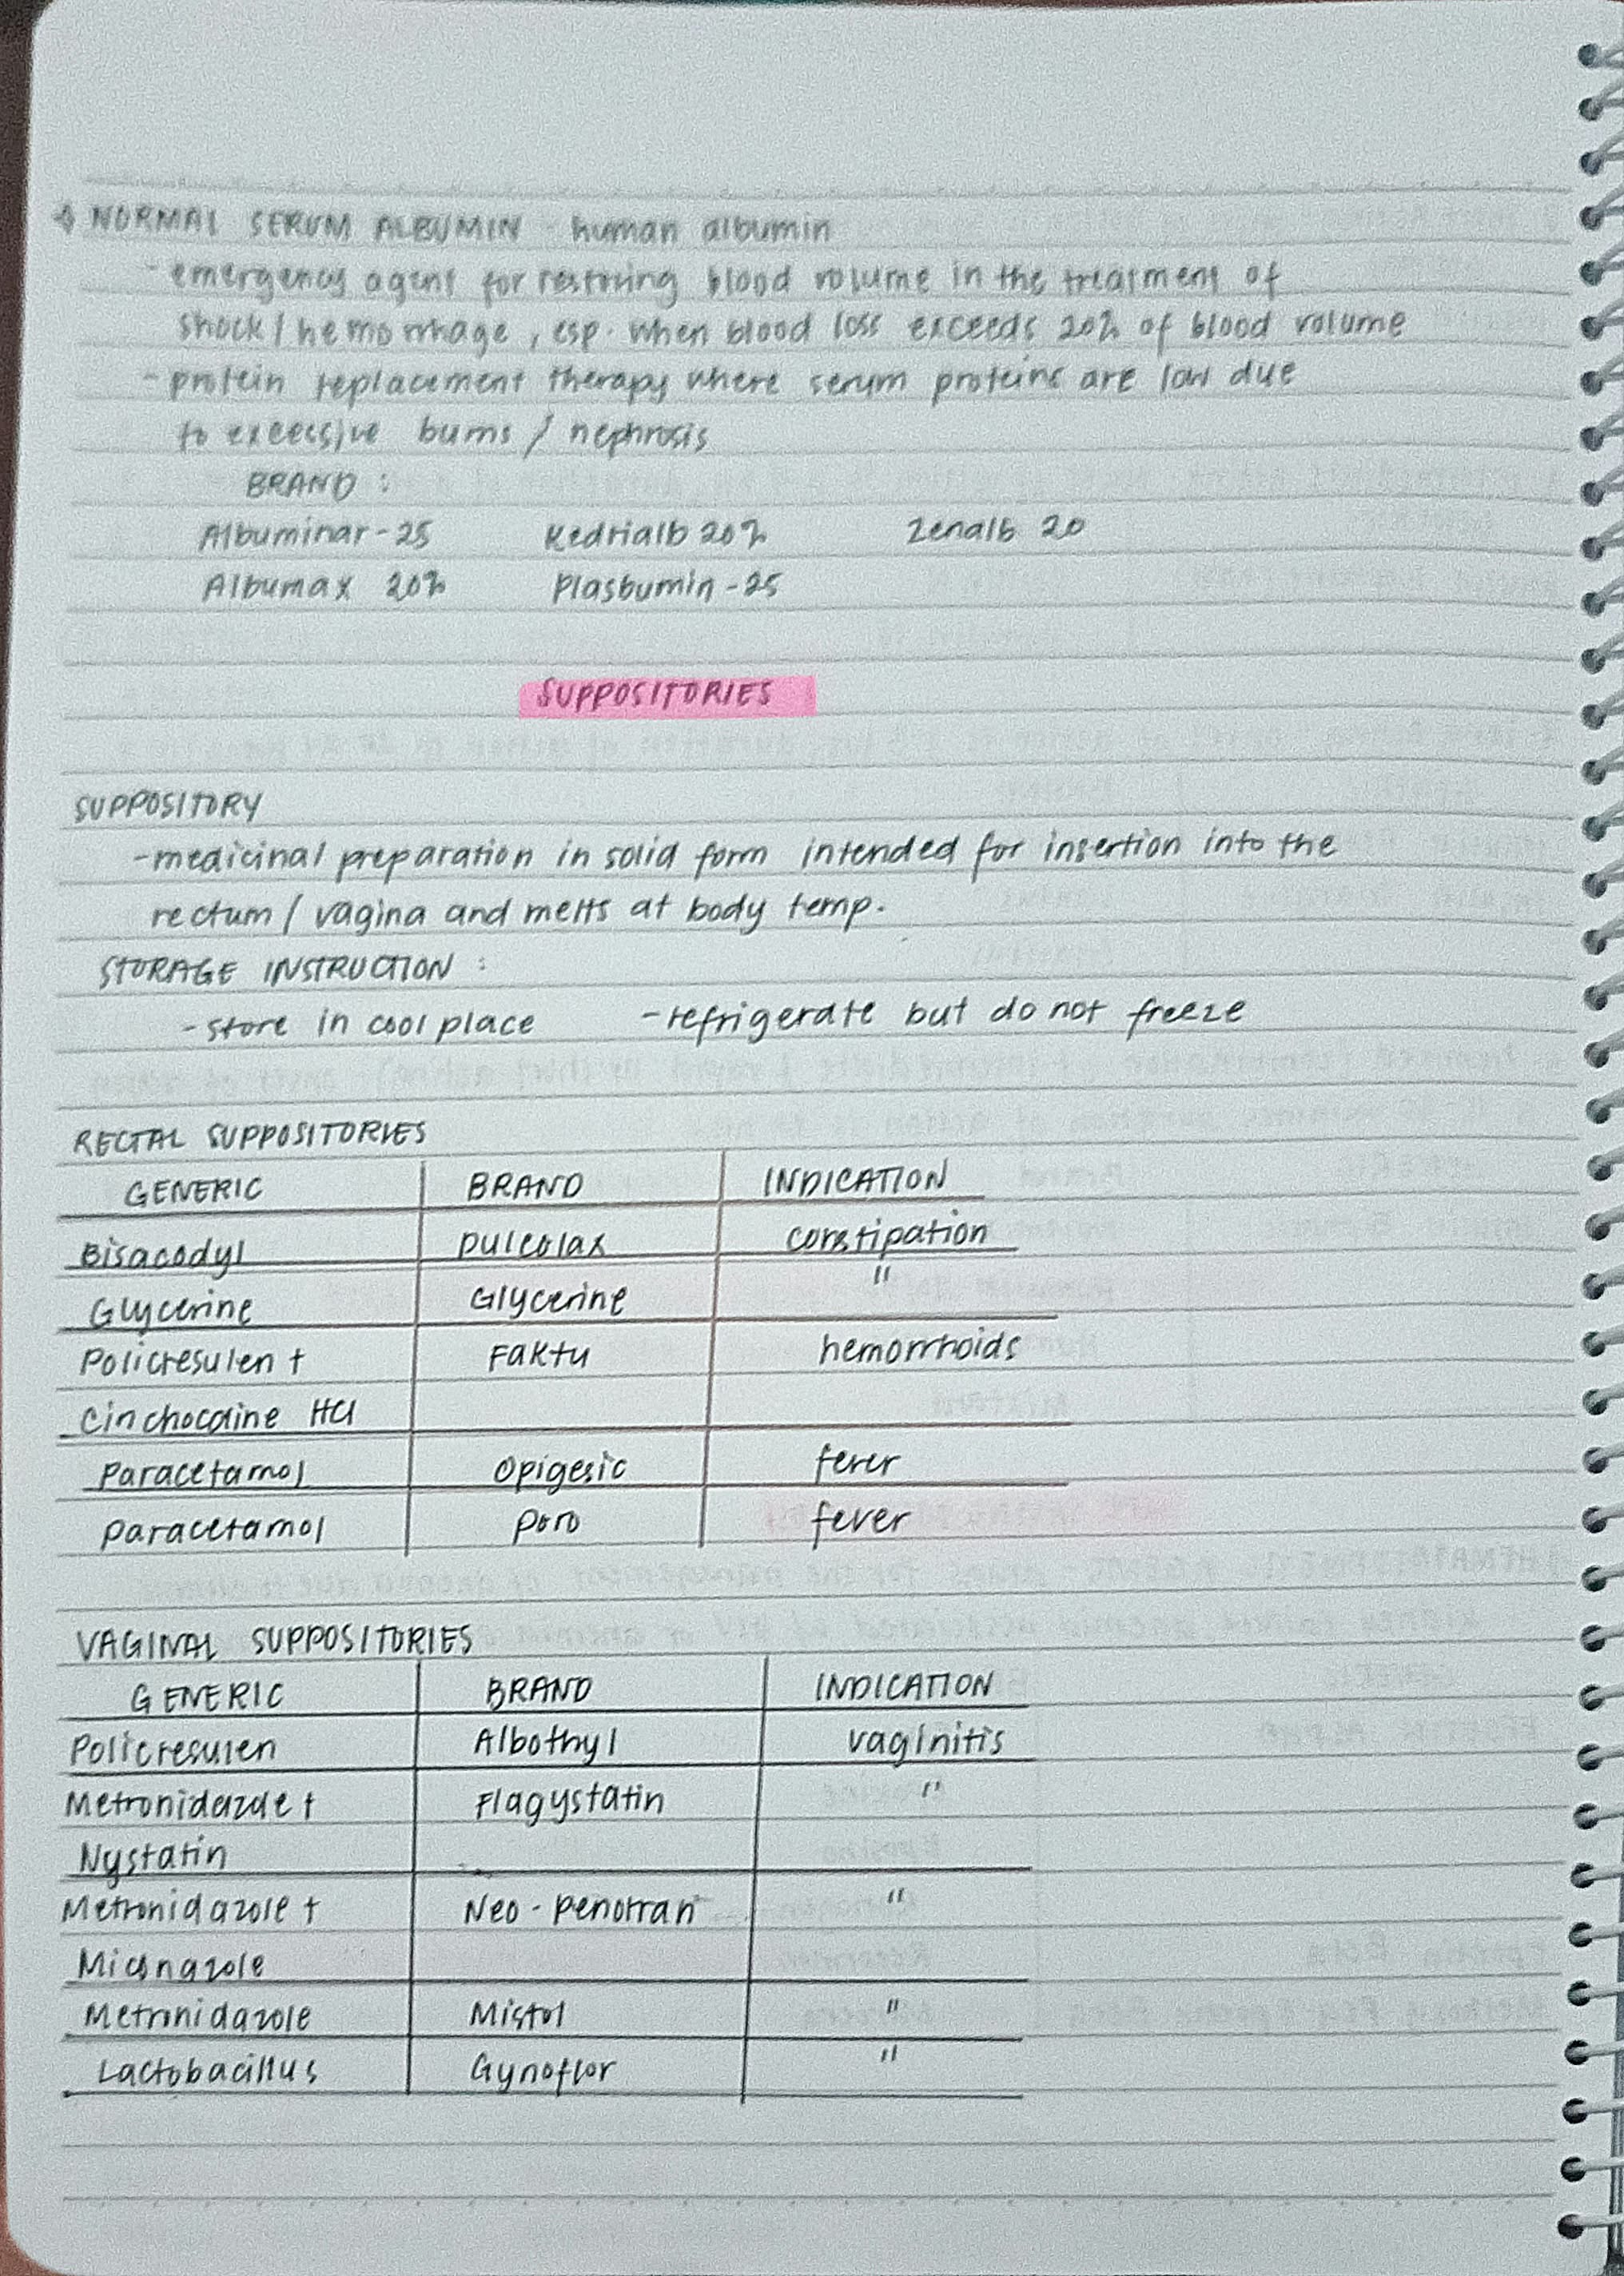 NORMAL SERUM ALBUMIN - human albumin
- emergency agent for restoring blood volume in the treatment of
shock / hemorrhage, esp. when blood loss exceeds 20% of blood volume
- protein replacement therapy where serum proteins are low due
to excessive burns / nephrosis
BRAND :
Albuminar-25 Kedrialb 20% Zenalb 20
Albumax 20% Plasbumin-25
SUPPOSITORIES
SUPPOSITORY
- medicinal preparation in solid form intended for insertion into the
rectum / vagina and melts at body temp.
STORAGE INSTRUCTION :
- store in cool place - refrigerate but do not freeze
RECTAL SUPPOSITORIES
GENERIC BRAND INDICATION
Bisacodyl Dulcolax constipation
Glycerine Glycerine "
Policresulen + Faktu hemorrhoids
Cinchocaine HCl
Paracetamol Opigesic fever
Paracetamol Poro fever
VAGINAL SUPPOSITORIES
GENERIC BRAND INDICATION
Policresulen Albothyl vaginitis
Metronidazole + Flagystatin "
Nystatin
Metronidazole + Neo-Penotran "
Miconazole
Metronidazole Mistol "
Lactobacillus Gynoflor "